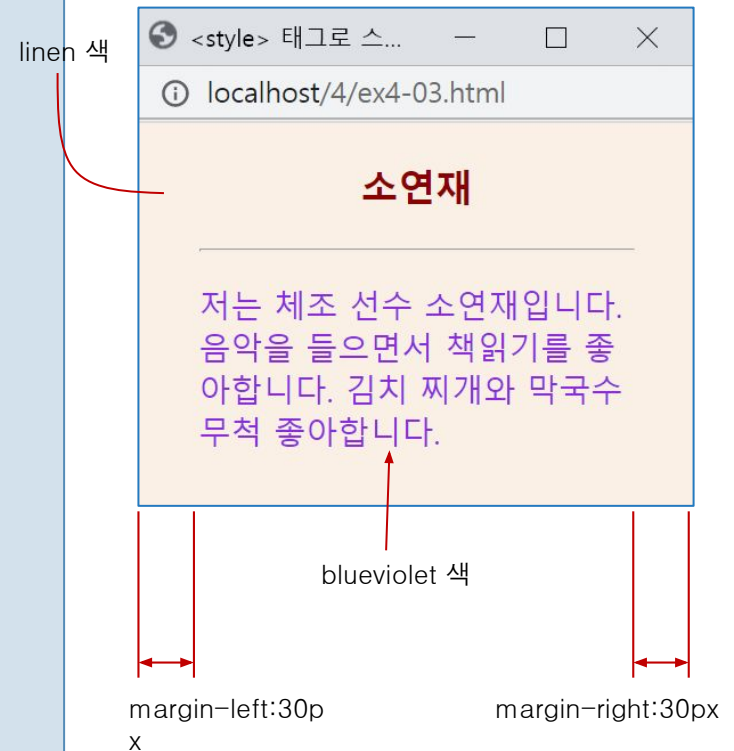 <style> 태그로 스...
linen 색
localhost/4/ex4-03.html
소연재
저는 체조 선수 소연재입니다.
음악을 들으면서 책읽기를 좋
아합니다. 김치 찌개와 막국수
무척 좋아합니다.
blueviolet 색
margin-left:30p
x
margin-right:30px